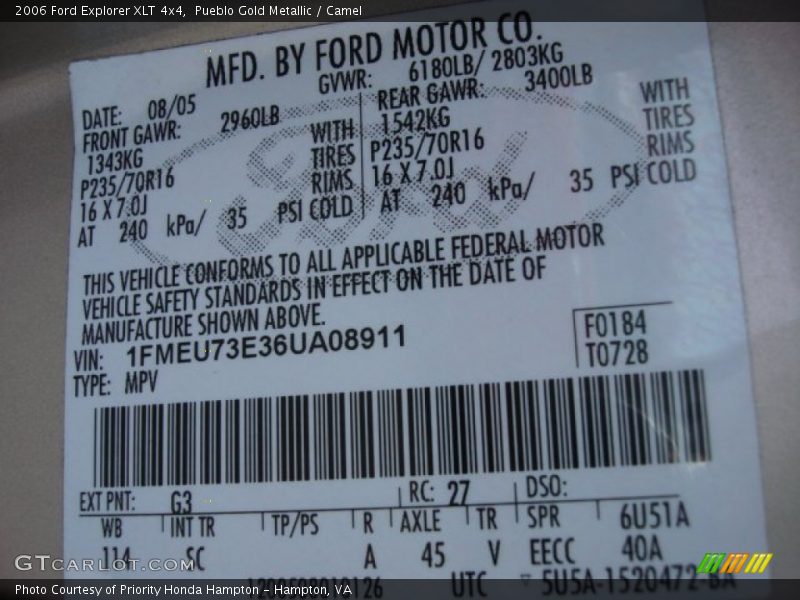 2006 Ford Explorer XLT 4x4, Pueblo Gold Metallic / Camel
MFD. BY FORD MOTOR CO.
DATE: 08/05 GVWR: 6180LB/ 2803KG
FRONT GAWR: 2960LB REAR GAWR: 3400LB
1343KG WITH 1542KG WITH
P235/70R16 TIRES P235/70R16 TIRES
16 X 7.0J RIMS 16 X 7.0J RIMS
AT 240 kPa/ 35 PSI COLD AT 240 kPa/ 35 PSI COLD
THIS VEHICLE CONFORMS TO ALL APPLICABLE FEDERAL MOTOR
VEHICLE SAFETY STANDARDS IN EFFECT ON THE DATE OF
MANUFACTURE SHOWN ABOVE.
VIN: 1FMEU73E36UA08911 F0184
TYPE: MPV T0728
EXT PNT: G3 RC: 27 DSO:
WB INT TR TP/PS R AXLE TR SPR 6U51A
114 5C A 45 V EECC 40A
UTC 5U5A-1520472-BA
GTCarLot.com
Photo Courtesy of Priority Honda Hampton – Hampton, VA